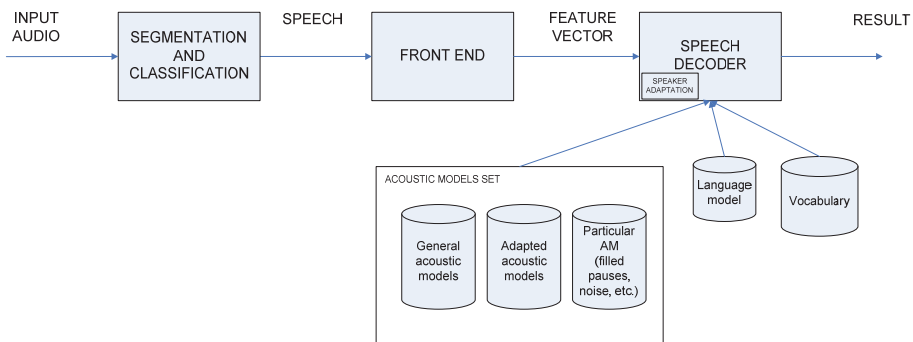 INPUT
AUDIO
SEGMENTATION
AND
CLASSIFICATION
SPEECH
FRONT END
FEATURE
VECTOR
SPEECH
DECODER
SPEAKER
ADAPTATION
RESULT
ACOUSTIC MODELS SET
General
acoustic
models
Adapted
acoustic
models
Particular
AM
(filled
pauses,
noise, etc.)
Language
model
Vocabulary